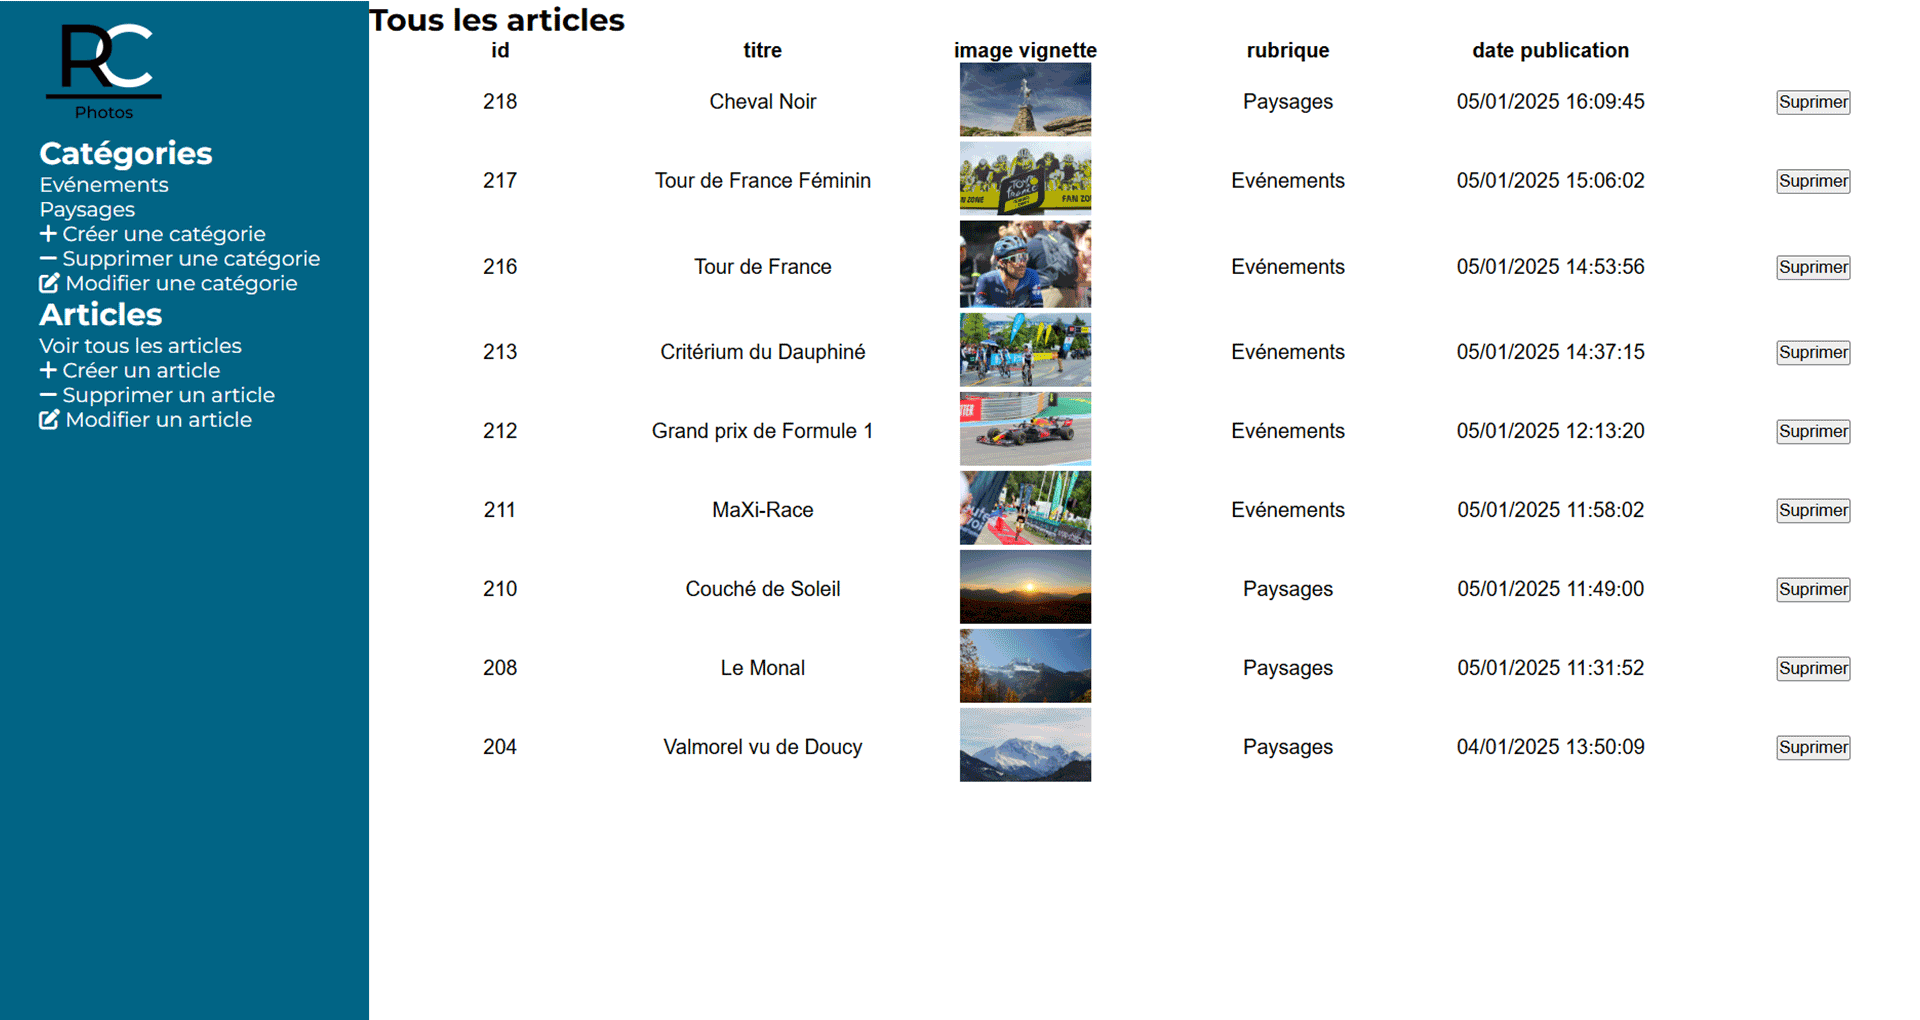 RC
Photos
Catégories
Evénements
Paysages
Créer une catégorie
Supprimer une catégorie
Modifier une catégorie
Articles
Voir tous les articles
Créer un article
Supprimer un article
Modifier un article
Tous les articles
id titre image vignette rubrique date publication
218 Cheval Noir Paysages 05/01/2025 16:09:45 Suprimer
217 Tour de France Féminin Evénements 05/01/2025 15:06:02 Suprimer
216 Tour de France Evénements 05/01/2025 14:53:56 Suprimer
213 Critérium du Dauphiné Evénements 05/01/2025 14:37:15 Suprimer
212 Grand prix de Formule 1 Evénements 05/01/2025 12:13:20 Suprimer
211 MaXi-Race Evénements 05/01/2025 11:58:02 Suprimer
210 Couché de Soleil Paysages 05/01/2025 11:49:00 Suprimer
208 Le Monal Paysages 05/01/2025 11:31:52 Suprimer
204 Valmorel vu de Doucy Paysages 04/01/2025 13:50:09 Suprimer